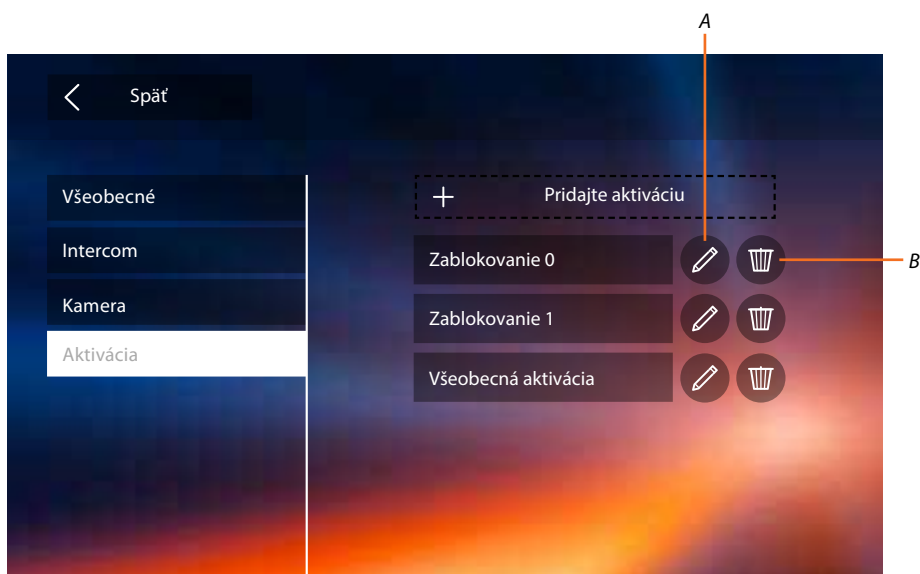 A
Späť
Všeobecné
Intercom
Kamera
Aktivácia
+ Pridajte aktiváciu
Zablokovanie 0
B
Zablokovanie 1
Všeobecná aktivácia